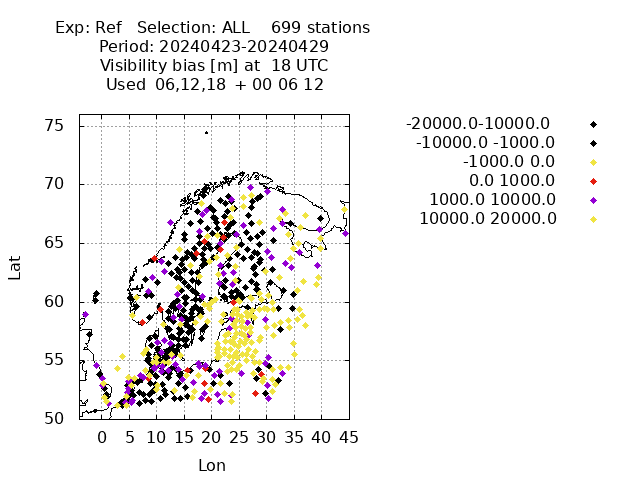 Exp: Ref Selection: ALL 699 stations
Period: 20240423-20240429
Visibility bias [m] at 18 UTC
Used 06,12,18 + 00 06 12
-20000.0-10000.0
-10000.0 -1000.0
-1000.0 0.0
0.0 1000.0
1000.0 10000.0
10000.0 20000.0
75
70
65
60
55
50
Lat
0 5 10 15 20 25 30 35 40 45
Lon